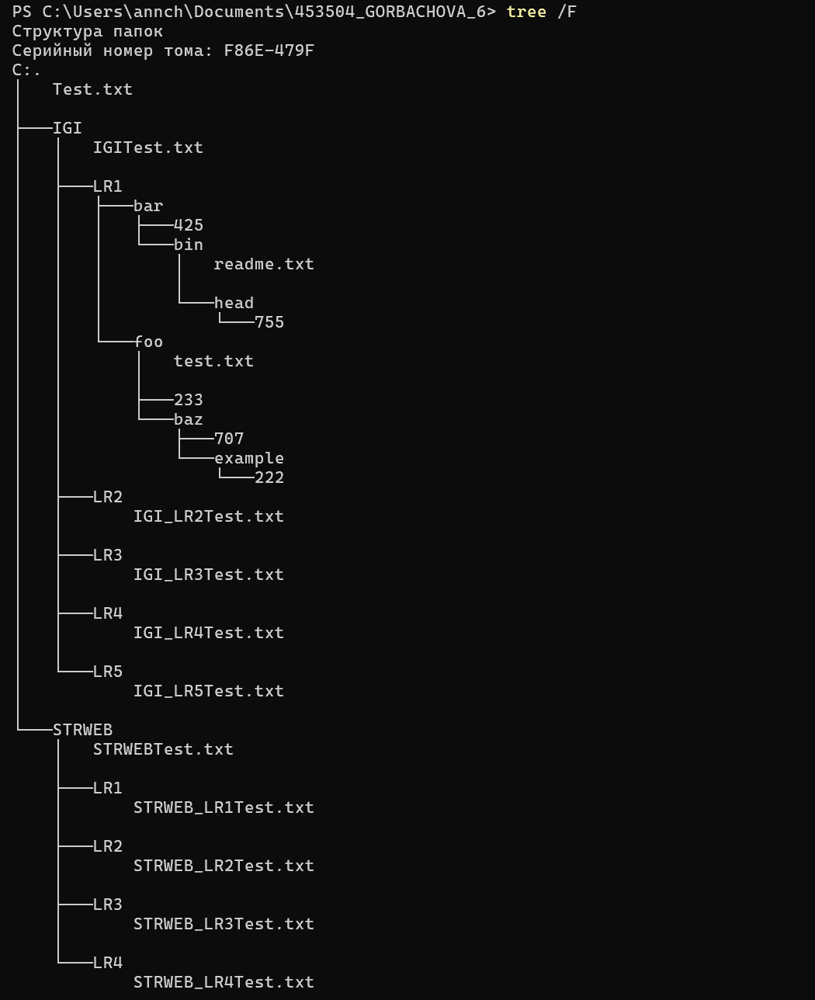 PS C:\Users\annch\Documents\453504_GORBACHOVA_6> tree /F
Структура папок
Серийный номер тома: F86E-479F
C:.
│   Test.txt
│
├───IGI
│   │   IGITest.txt
│   │
│   ├───LR1
│   │   ├───bar
│   │   │   ├───425
│   │   │   └───bin
│   │   │       │   readme.txt
│   │   │       │
│   │   │       └───head
│   │   │           └───755
│   │   └───foo
│   │       │   test.txt
│   │       │
│   │       ├───233
│   │       └───baz
│   │           ├───707
│   │           └───example
│   │               └───222
│   ├───LR2
│   │       IGI_LR2Test.txt
│   │
│   ├───LR3
│   │       IGI_LR3Test.txt
│   │
│   ├───LR4
│   │       IGI_LR4Test.txt
│   │
│   └───LR5
│           IGI_LR5Test.txt
│
└───STRWEB
    │   STRWEBTest.txt
    │
    ├───LR1
    │       STRWEB_LR1Test.txt
    │
    ├───LR2
    │       STRWEB_LR2Test.txt
    │
    ├───LR3
    │       STRWEB_LR3Test.txt
    │
    └───LR4
            STRWEB_LR4Test.txt